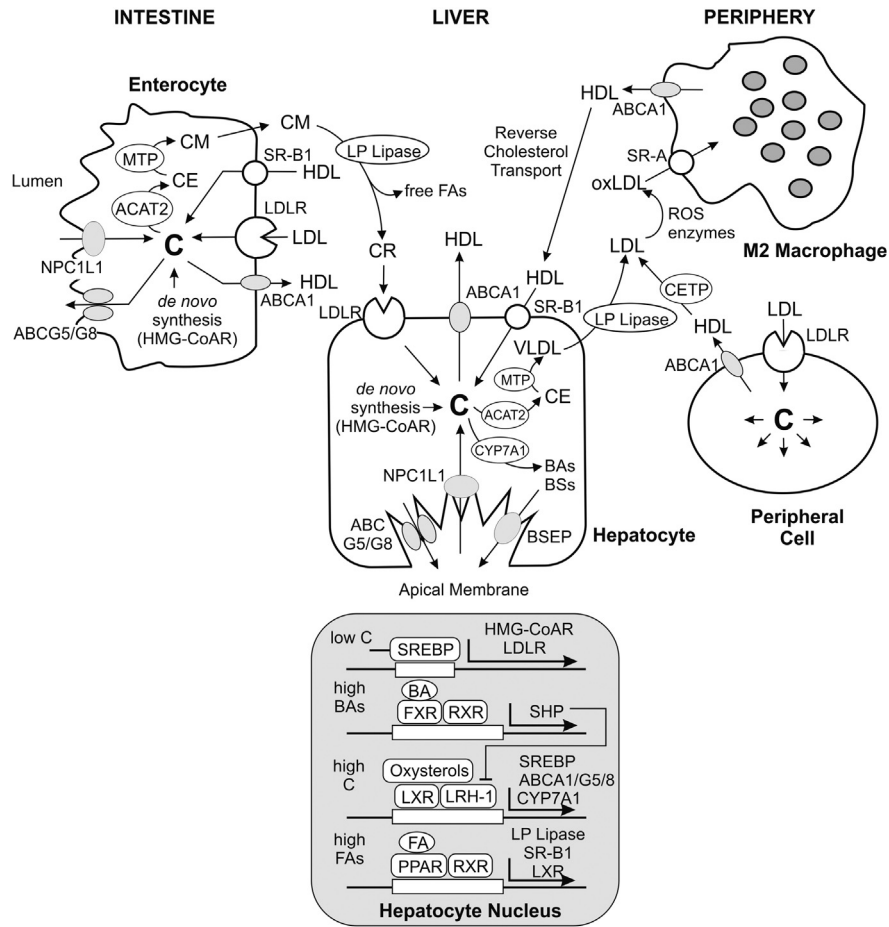 INTESTINE
LIVER
PERIPHERY
Enterocyte
CM
CM
MTP
CE
ACAT2
Lumen
SR-B1
HDL
LDLR
LDL
C
NPC1L1
HDL
ABCA1
ABCG5/G8
de novo
synthesis
(HMG-CoAR)
LP Lipase
free FAs
CR
LDLR
HDL
ABCA1
HDL
SR-B1
Reverse
Cholesterol
Transport
HDL
ABCA1
SR-A
oxLDL
ROS
enzymes
M2 Macrophage
LDL
CETP
LP Lipase
HDL
ABCA1
LDL
LDLR
C
Peripheral
Cell
VLDL
MTP
CE
ACAT2
de novo
synthesis
(HMG-CoAR)
C
CYP7A1
BAs
BSs
NPC1L1
ABC
G5/G8
BSEP
Hepatocyte
Apical Membrane
low C
SREBP
HMG-CoAR
LDLR
high
BAs
BA
FXR
RXR
SHP
high
C
Oxysterols
LXR
LRH-1
SREBP
ABCA1/G5/8
CYP7A1
high
FAs
FA
PPAR
RXR
LP Lipase
SR-B1
LXR
Hepatocyte Nucleus